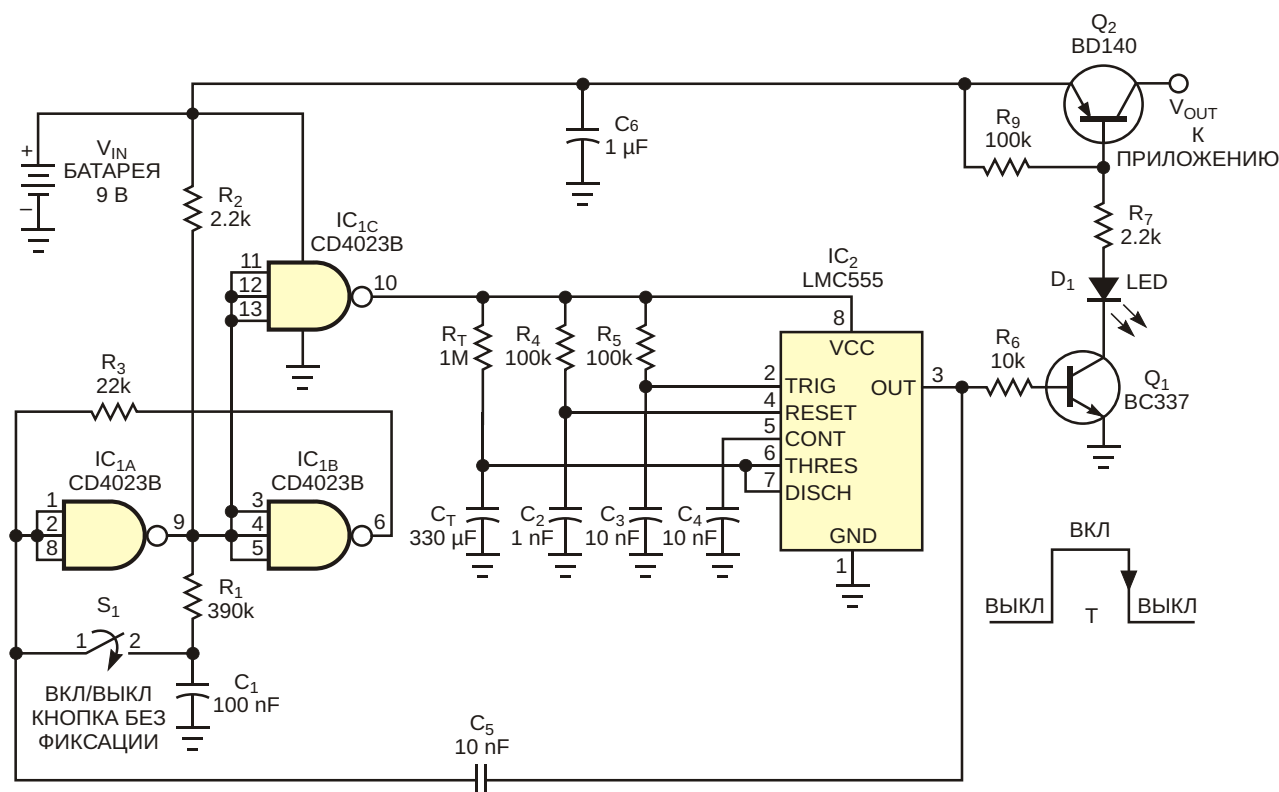 Q2
BD140
VOUT
К
ПРИЛОЖЕНИЮ
R9
100k
C6
1 µF
+
VIN
БАТАРЕЯ
9 В
–
R2
2.2k
IC1C
CD4023B
11
12
13
10
R7
2.2k
D1
LED
IC2
LMC555
8
VCC
2
TRIG
OUT
3
4
RESET
5
CONT
6
THRES
7
DISCH
GND
1
RT
1M
R4
100k
R5
100k
R6
10k
Q1
BC337
R3
22k
IC1A
CD4023B
1
2
8
9
IC1B
CD4023B
3
4
5
6
CT
330 µF
C2
1 nF
C3
10 nF
C4
10 nF
R1
390k
S1
1
2
C1
100 nF
ВКЛ/ВЫКЛ
КНОПКА БЕЗ
ФИКСАЦИИ
C5
10 nF
ВКЛ
ВЫКЛ
T
ВЫКЛ